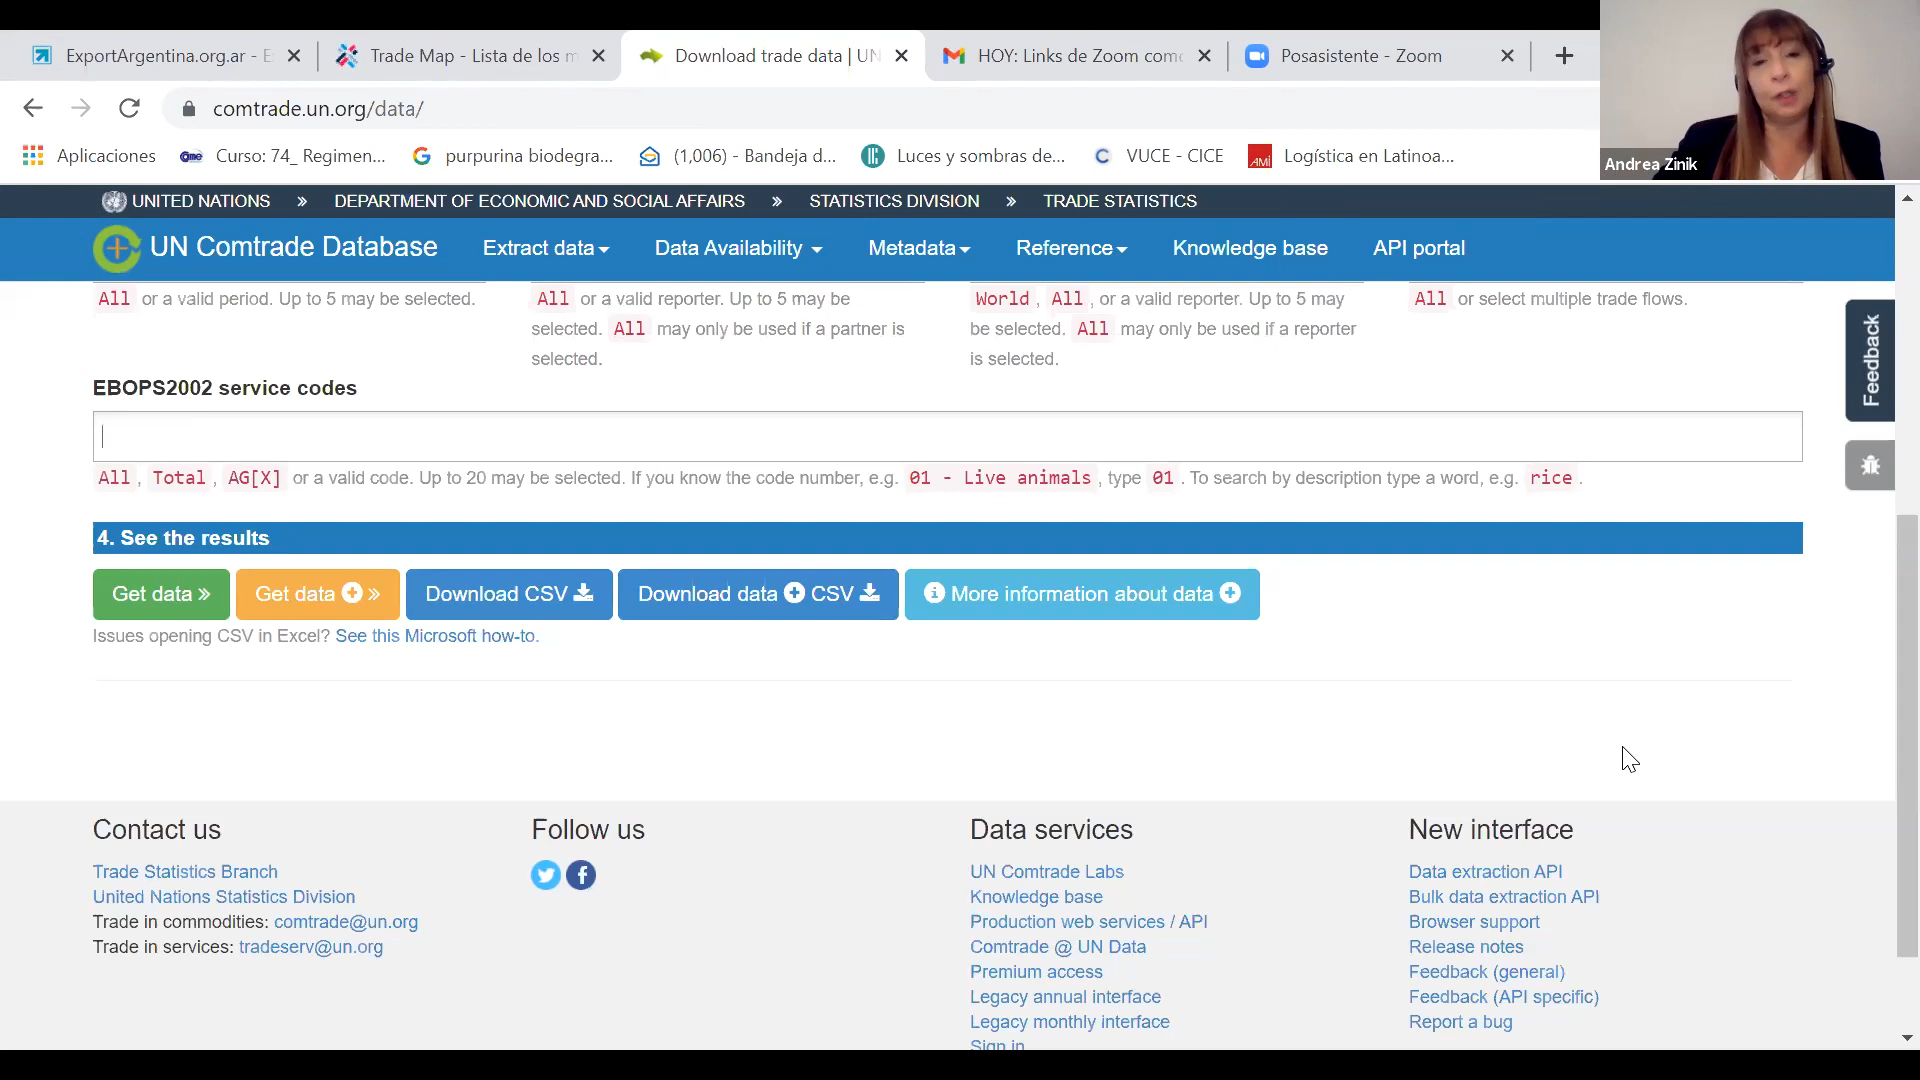 ExportArgentina.org.ar - E
Trade Map - Lista de los m
Download trade data | UN
HOY: Links de Zoom como
Posasistente - Zoom
comtrade.un.org/data/
Aplicaciones
Curso: 74_ Regimen...
purpurina biodegra...
(1,006) - Bandeja d...
Luces y sombras de...
VUCE - CICE
Logística en Latinoa...
Andrea Zinik
UNITED NATIONS » DEPARTMENT OF ECONOMIC AND SOCIAL AFFAIRS » STATISTICS DIVISION » TRADE STATISTICS
UN Comtrade Database
Extract data
Data Availability
Metadata
Reference
Knowledge base
API portal
All or a valid period. Up to 5 may be selected.
All or a valid reporter. Up to 5 may be
selected. All may only be used if a partner is
selected.
World , All , or a valid reporter. Up to 5 may
be selected. All may only be used if a reporter
is selected.
All or select multiple trade flows.
Feedback
EBOPS2002 service codes
All , Total , AG[X] or a valid code. Up to 20 may be selected. If you know the code number, e.g. 01 - Live animals , type 01 . To search by description type a word, e.g. rice .
4. See the results
Get data »
Get data »
Download CSV
Download data CSV
More information about data
Issues opening CSV in Excel? See this Microsoft how-to.
Contact us
Trade Statistics Branch
United Nations Statistics Division
Trade in commodities: comtrade@un.org
Trade in services: tradeserv@un.org
Follow us
Data services
UN Comtrade Labs
Knowledge base
Production web services / API
Comtrade @ UN Data
Premium access
Legacy annual interface
Legacy monthly interface
Sign in
New interface
Data extraction API
Bulk data extraction API
Browser support
Release notes
Feedback (general)
Feedback (API specific)
Report a bug